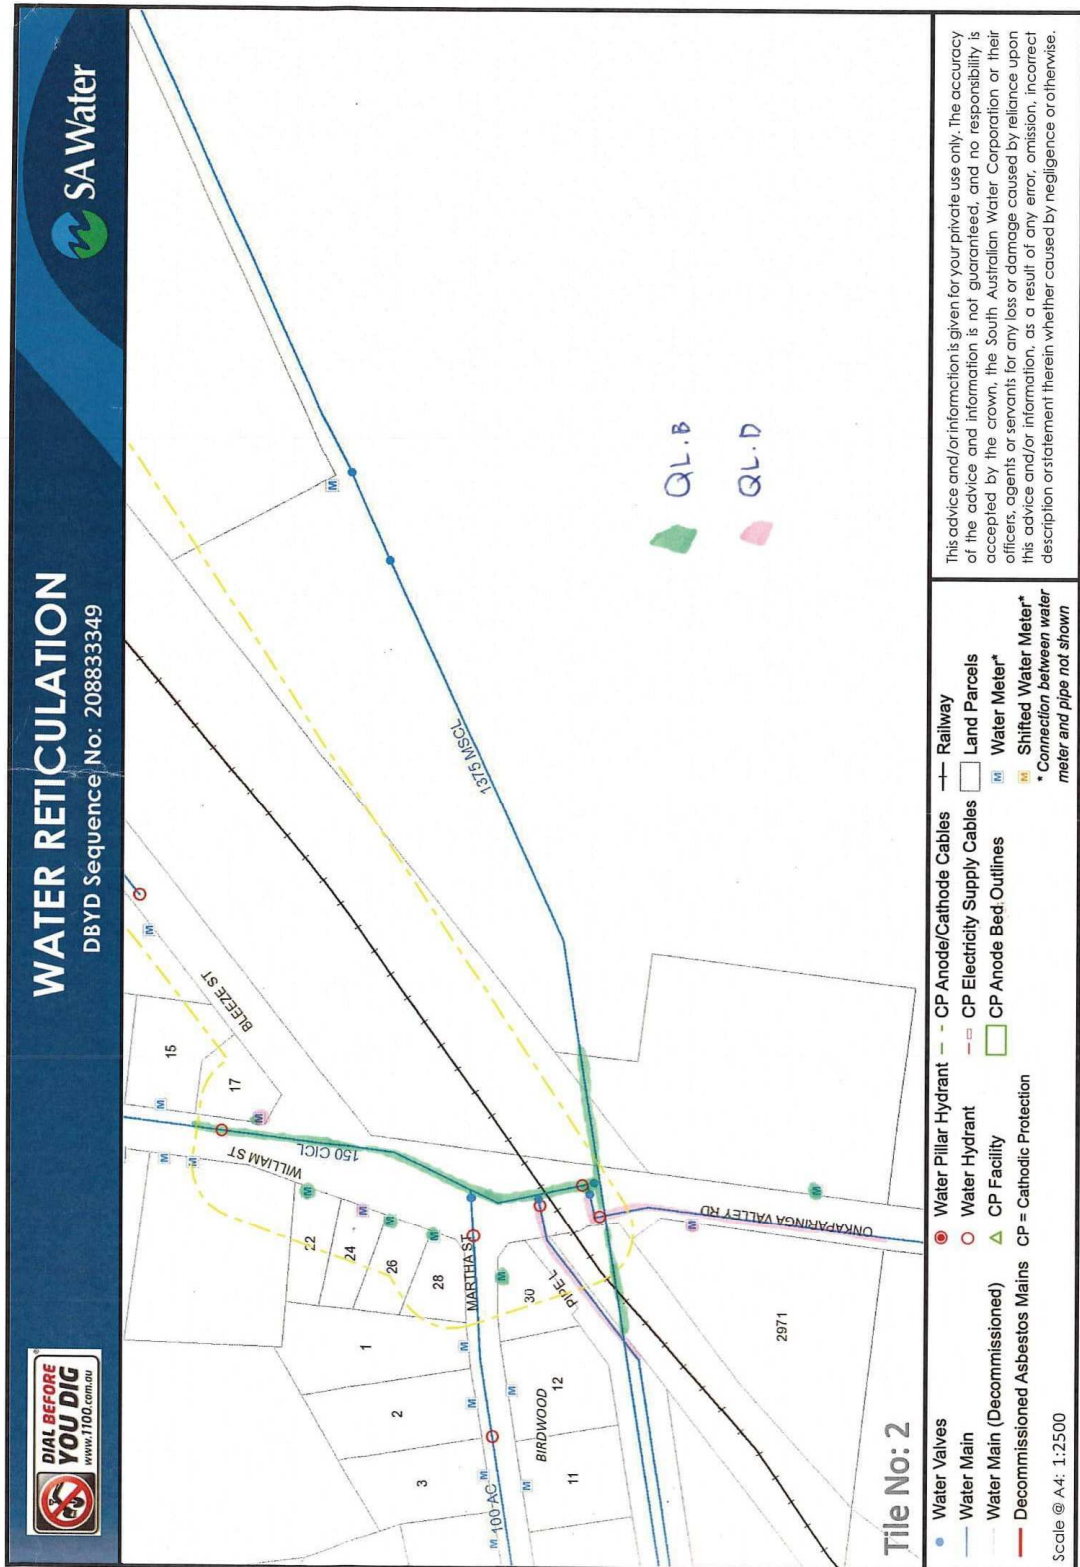 DIAL BEFORE
YOU DIG
www.1100.com.au
WATER RETICULATION
DBYD Sequence No: 208833349
SA Water
15
17
BLEEZE ST
WILLIAM ST
150 CICL
22
24
26
28
MARTHA ST
30
PIPE L
1
2
3
BIRDWOOD
12
11
100 AC
1375 MSCL
ONKAPARINGA VALLEY RD
2971
QL.B
QL.D
Tile No: 2
Water Valves
Water Main
Water Main (Decommissioned)
Decommissioned Asbestos Mains
Water Pillar Hydrant
Water Hydrant
CP Facility
CP = Cathodic Protection
CP Anode/Cathode Cables
CP Electricity Supply Cables
CP Anode Bed Outlines
Railway
Land Parcels
M Water Meter*
M Shifted Water Meter*
* Connection between water
meter and pipe not shown
Scale @ A4: 1:2500
This advice and/or information is given for your private use only. The accuracy
of the advice and information is not guaranteed, and no responsibility is
accepted by the crown, the South Australian Water Corporation or their
officers, agents or servants for any loss or damage caused by reliance upon
this advice and/or information, as a result of any error, omission, incorrect
description or statement therein whether caused by negligence or otherwise.